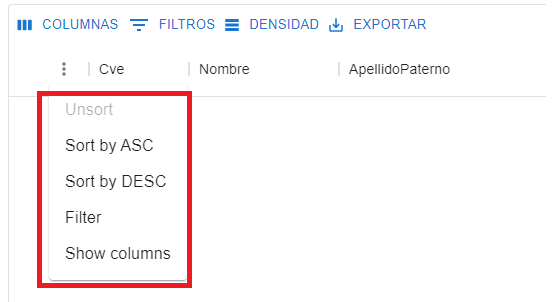 COLUMNAS FILTROS DENSIDAD EXPORTAR
Cve Nombre ApellidoPaterno
Unsort
Sort by ASC
Sort by DESC
Filter
Show columns